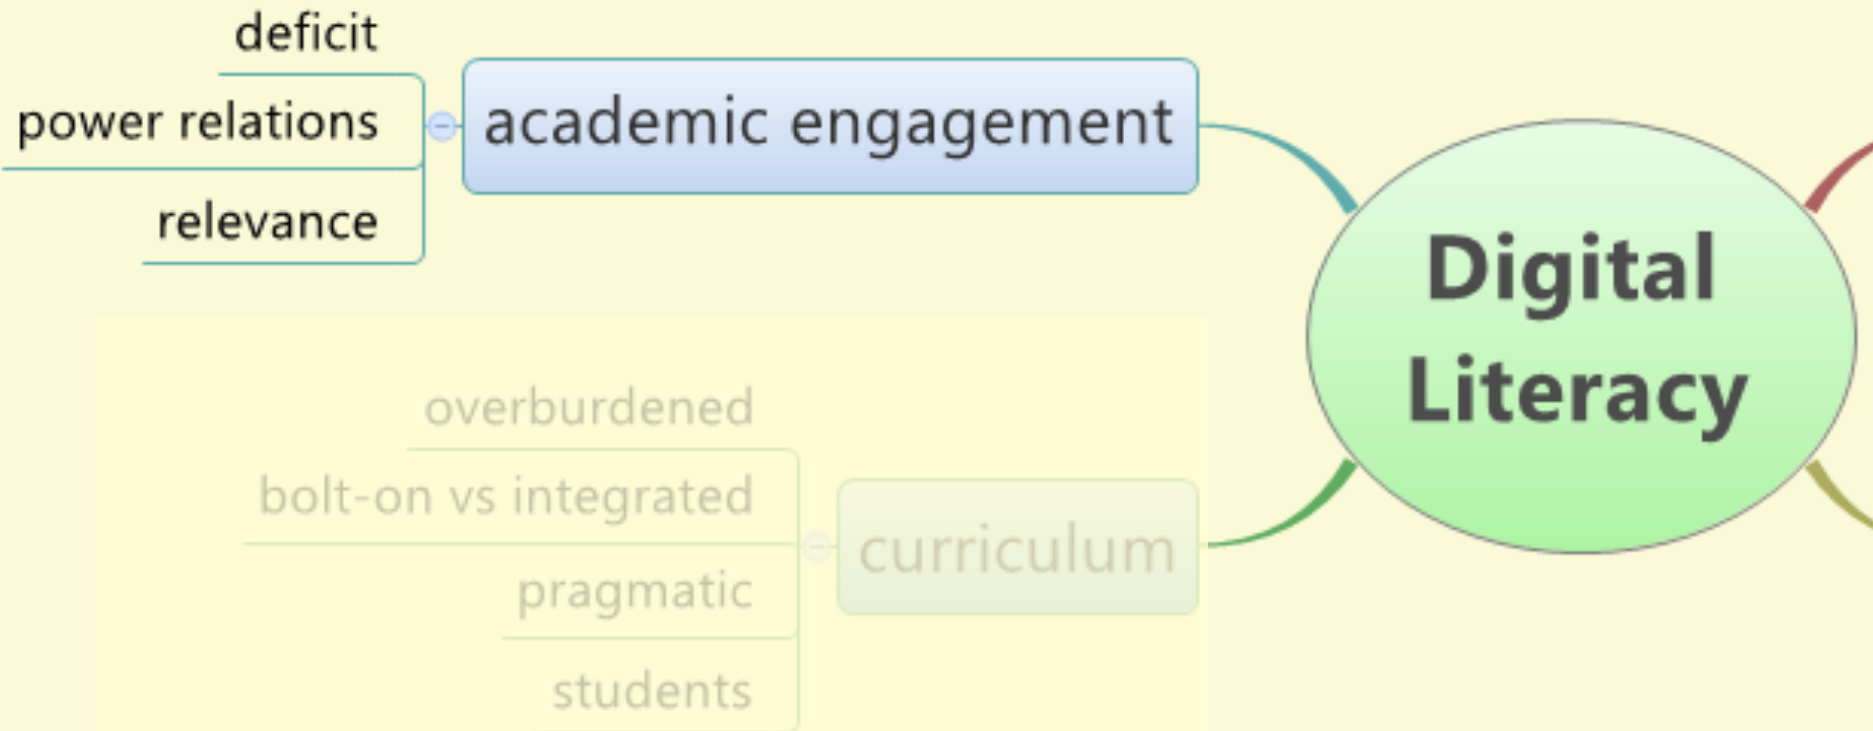 deficit
power relations
relevance
academic engagement
Digital
Literacy
overburdened
bolt-on vs integrated
pragmatic
students
curriculum